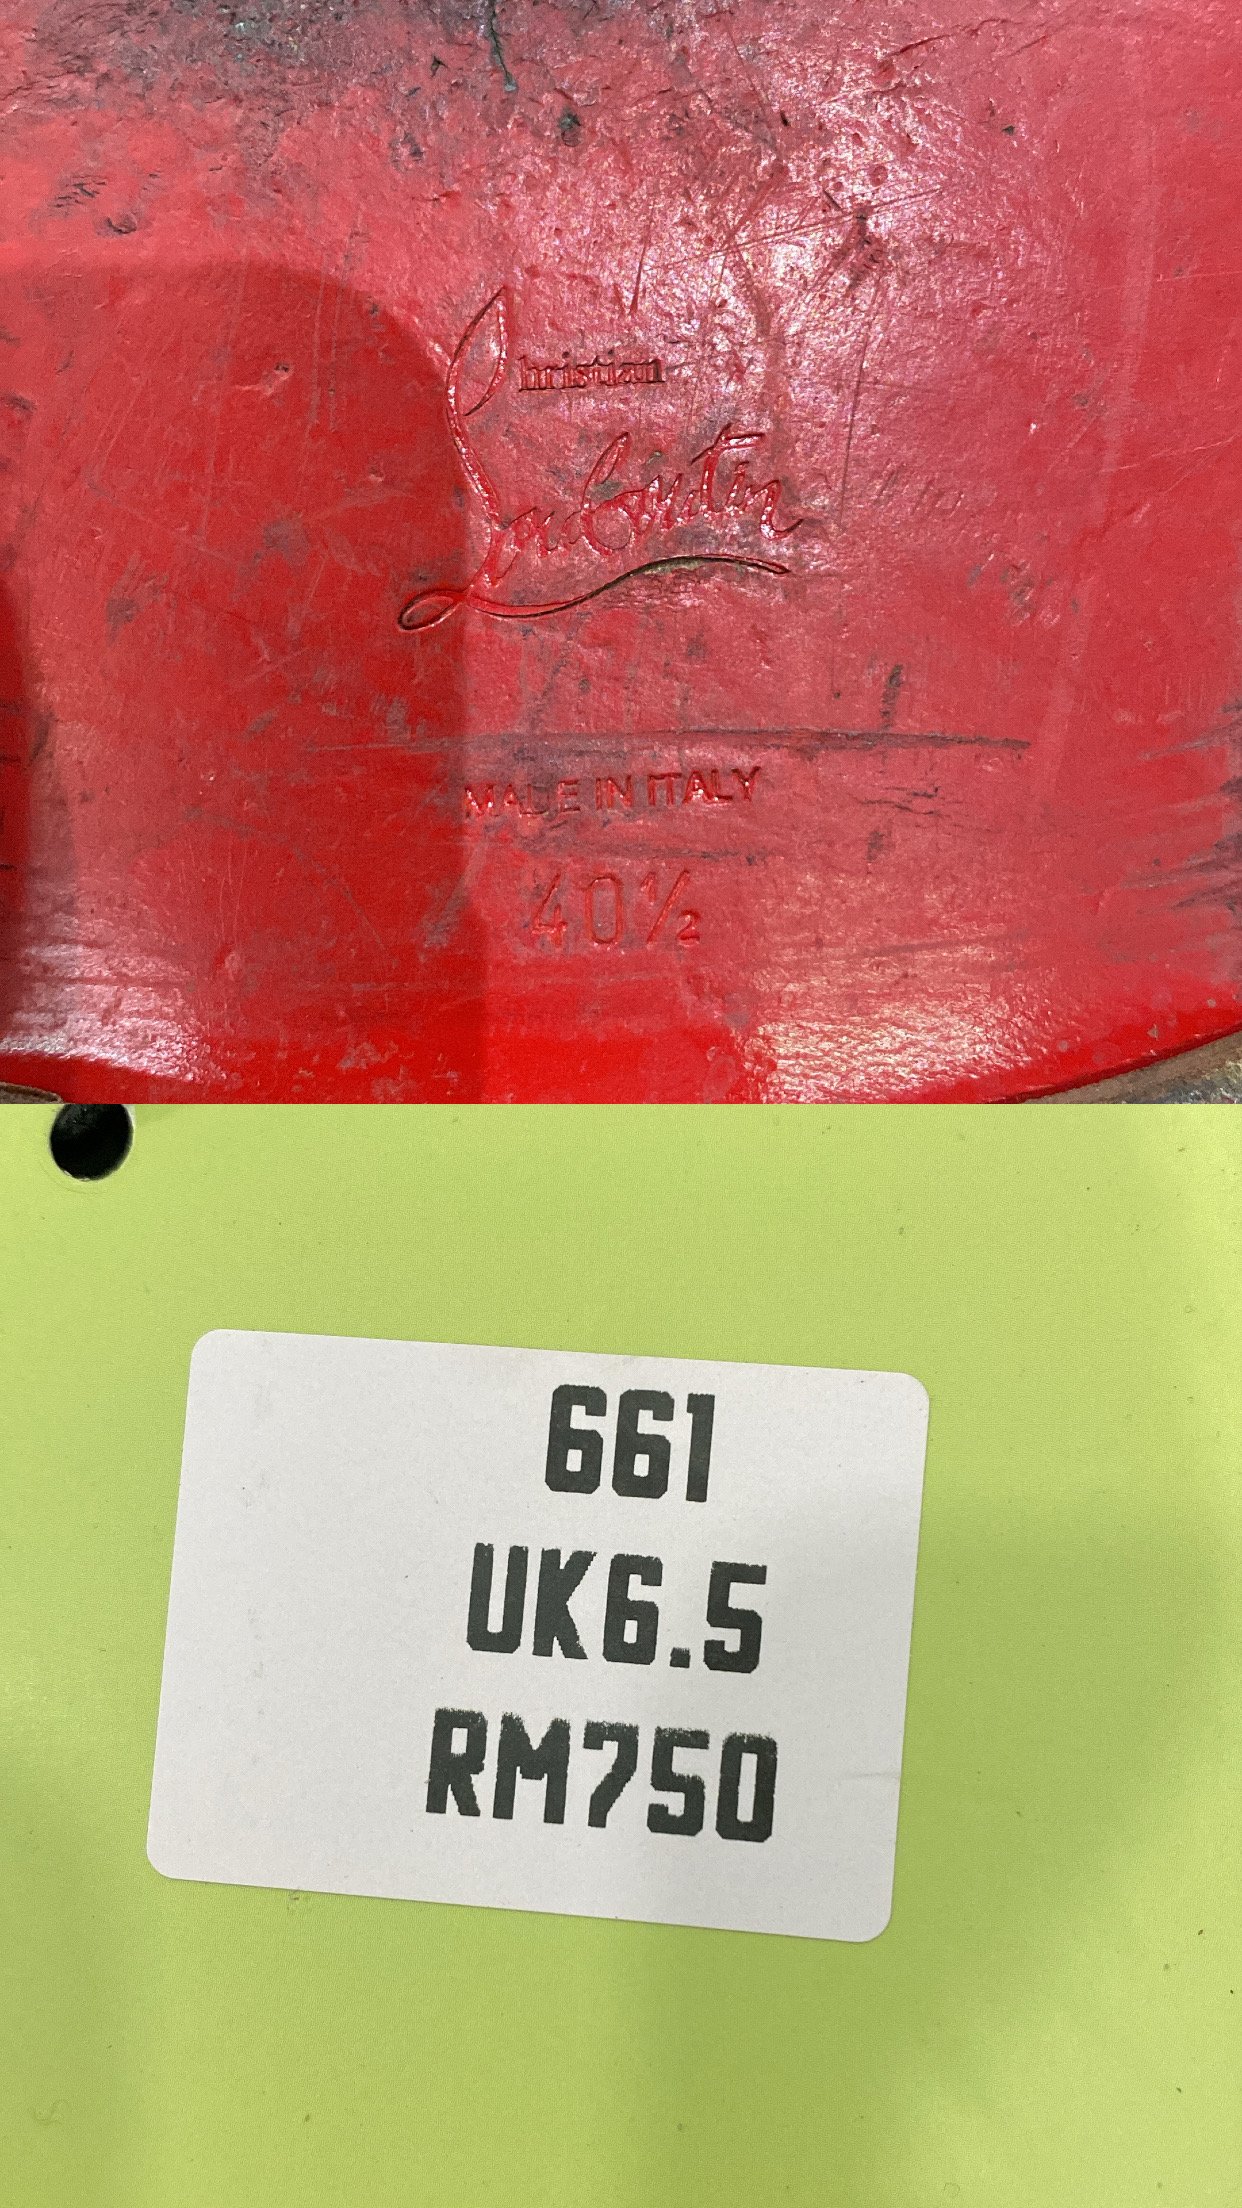 Christian
Louboutin
MADE IN ITALY
40½
661
UK6.5
RM750